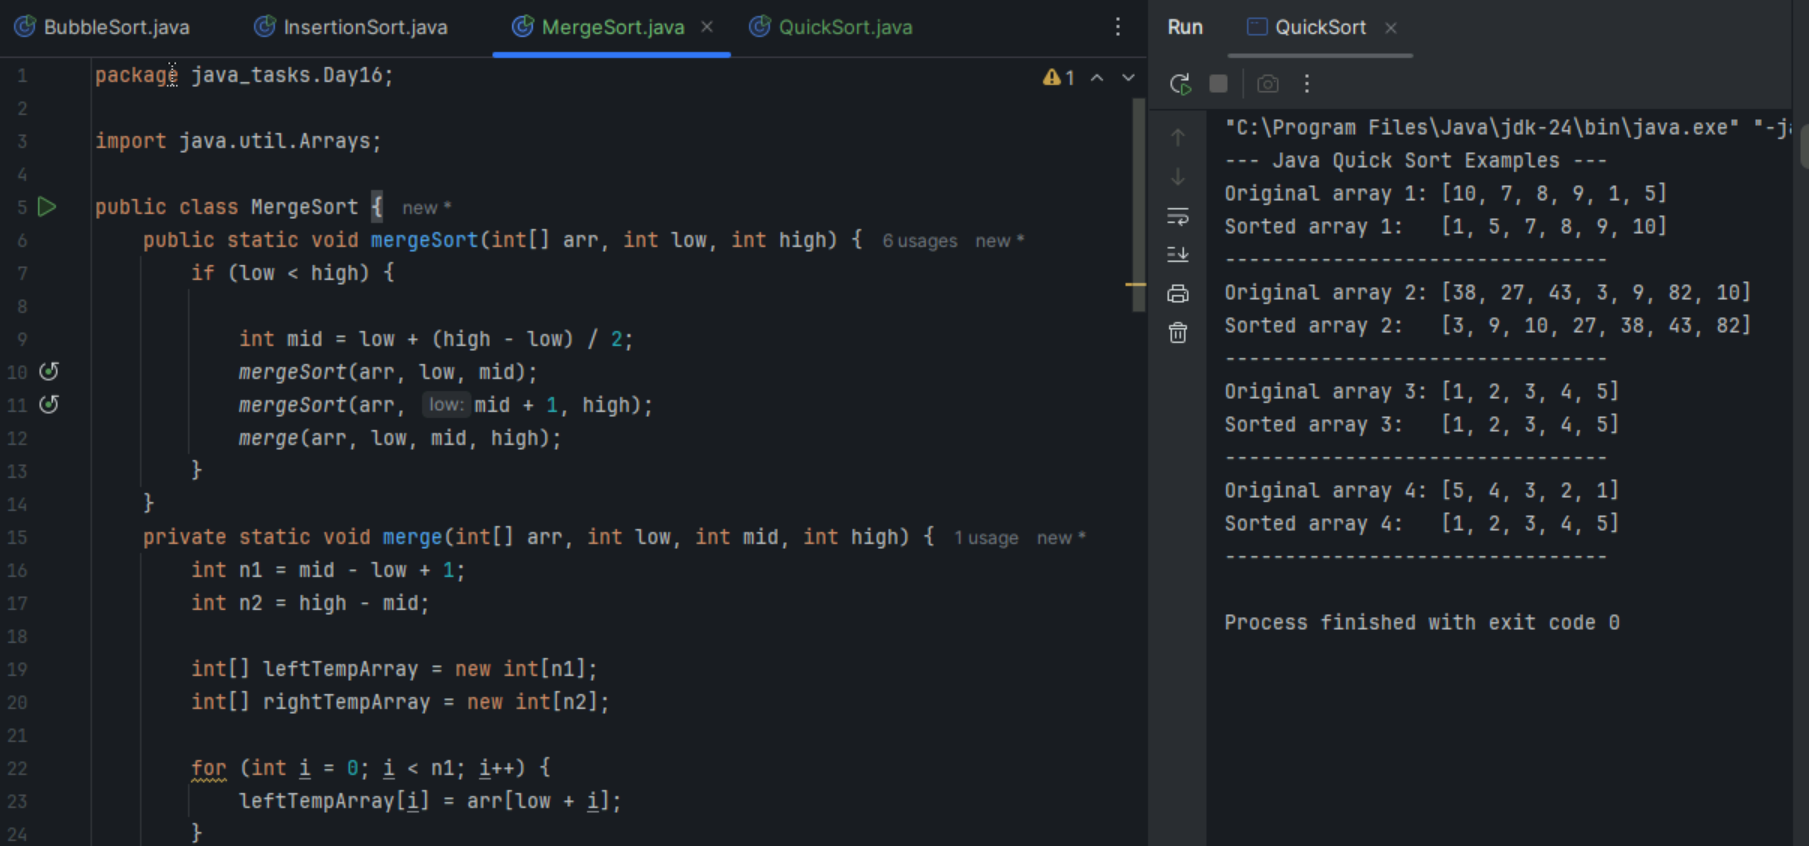 BubbleSort.java InsertionSort.java MergeSort.java QuickSort.java
1 package java_tasks.Day16; 1
2
3 import java.util.Arrays;
4
5 public class MergeSort { new *
6 public static void mergeSort(int[] arr, int low, int high) { 6 usages new *
7 if (low < high) {
8
9 int mid = low + (high - low) / 2;
10 mergeSort(arr, low, mid);
11 mergeSort(arr, low: mid + 1, high);
12 merge(arr, low, mid, high);
13 }
14 }
15 private static void merge(int[] arr, int low, int mid, int high) { 1 usage new *
16 int n1 = mid - low + 1;
17 int n2 = high - mid;
18
19 int[] leftTempArray = new int[n1];
20 int[] rightTempArray = new int[n2];
21
22 for (int i = 0; i < n1; i++) {
23 leftTempArray[i] = arr[low + i];
24 }
Run QuickSort
"C:\Program Files\Java\jdk-24\bin\java.exe" "-ja
--- Java Quick Sort Examples ---
Original array 1: [10, 7, 8, 9, 1, 5]
Sorted array 1: [1, 5, 7, 8, 9, 10]
--------------------------------
Original array 2: [38, 27, 43, 3, 9, 82, 10]
Sorted array 2: [3, 9, 10, 27, 38, 43, 82]
--------------------------------
Original array 3: [1, 2, 3, 4, 5]
Sorted array 3: [1, 2, 3, 4, 5]
--------------------------------
Original array 4: [5, 4, 3, 2, 1]
Sorted array 4: [1, 2, 3, 4, 5]
--------------------------------
Process finished with exit code 0